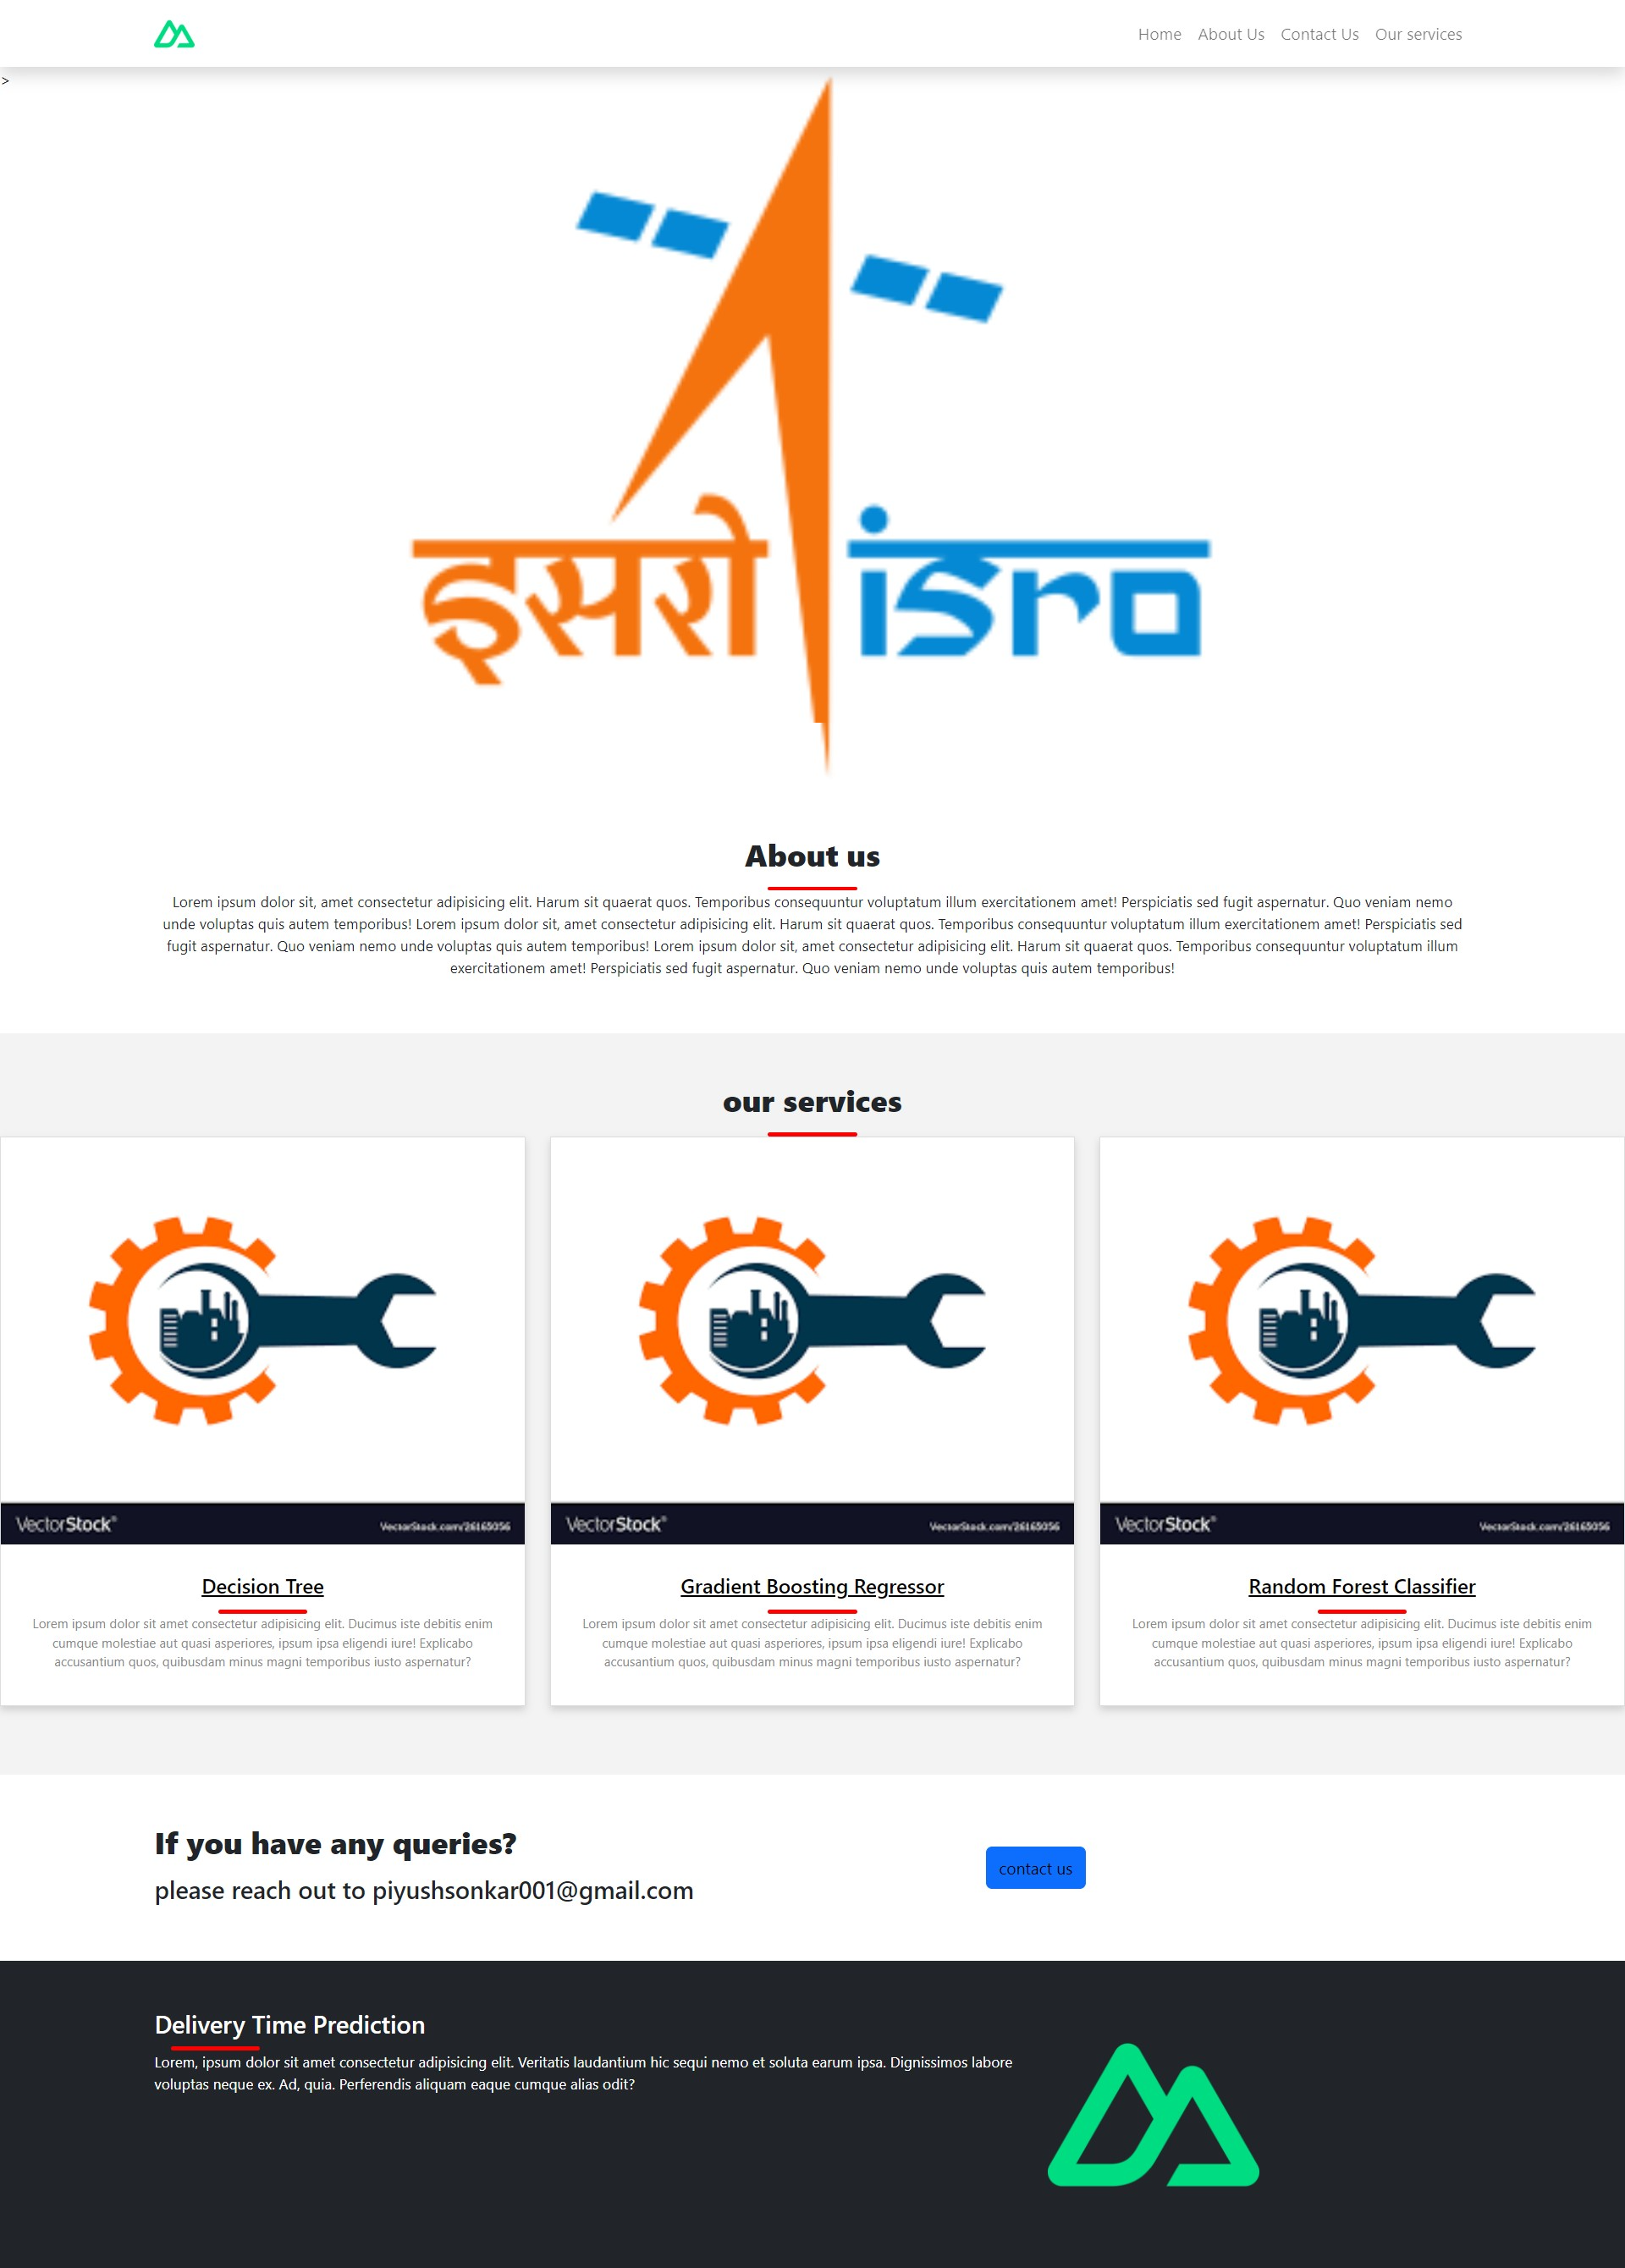 Home About Us Contact Us Our services
>
इसरो isro
About us
Lorem ipsum dolor sit, amet consectetur adipisicing elit. Harum sit quaerat quos. Temporibus consequuntur voluptatum illum exercitationem amet! Perspiciatis sed fugit aspernatur. Quo veniam nemo
unde voluptas quis autem temporibus! Lorem ipsum dolor sit, amet consectetur adipisicing elit. Harum sit quaerat quos. Temporibus consequuntur voluptatum illum exercitationem amet! Perspiciatis sed
fugit aspernatur. Quo veniam nemo unde voluptas quis autem temporibus! Lorem ipsum dolor sit, amet consectetur adipisicing elit. Harum sit quaerat quos. Temporibus consequuntur voluptatum illum
exercitationem amet! Perspiciatis sed fugit aspernatur. Quo veniam nemo unde voluptas quis autem temporibus!
our services
VectorStock® VectorStock.com/26165056
Decision Tree
Lorem ipsum dolor sit amet consectetur adipisicing elit. Ducimus iste debitis enim
cumque molestiae aut quasi asperiores, ipsum ipsa eligendi iure! Explicabo
accusantium quos, quibusdam minus magni temporibus iusto aspernatur?
VectorStock® VectorStock.com/26165056
Gradient Boosting Regressor
Lorem ipsum dolor sit amet consectetur adipisicing elit. Ducimus iste debitis enim
cumque molestiae aut quasi asperiores, ipsum ipsa eligendi iure! Explicabo
accusantium quos, quibusdam minus magni temporibus iusto aspernatur?
VectorStock® VectorStock.com/26165056
Random Forest Classifier
Lorem ipsum dolor sit amet consectetur adipisicing elit. Ducimus iste debitis enim
cumque molestiae aut quasi asperiores, ipsum ipsa eligendi iure! Explicabo
accusantium quos, quibusdam minus magni temporibus iusto aspernatur?
If you have any queries?
please reach out to piyushsonkar001@gmail.com
contact us
Delivery Time Prediction
Lorem, ipsum dolor sit amet consectetur adipisicing elit. Veritatis laudantium hic sequi nemo et soluta earum ipsa. Dignissimos labore
voluptas neque ex. Ad, quia. Perferendis aliquam eaque cumque alias odit?